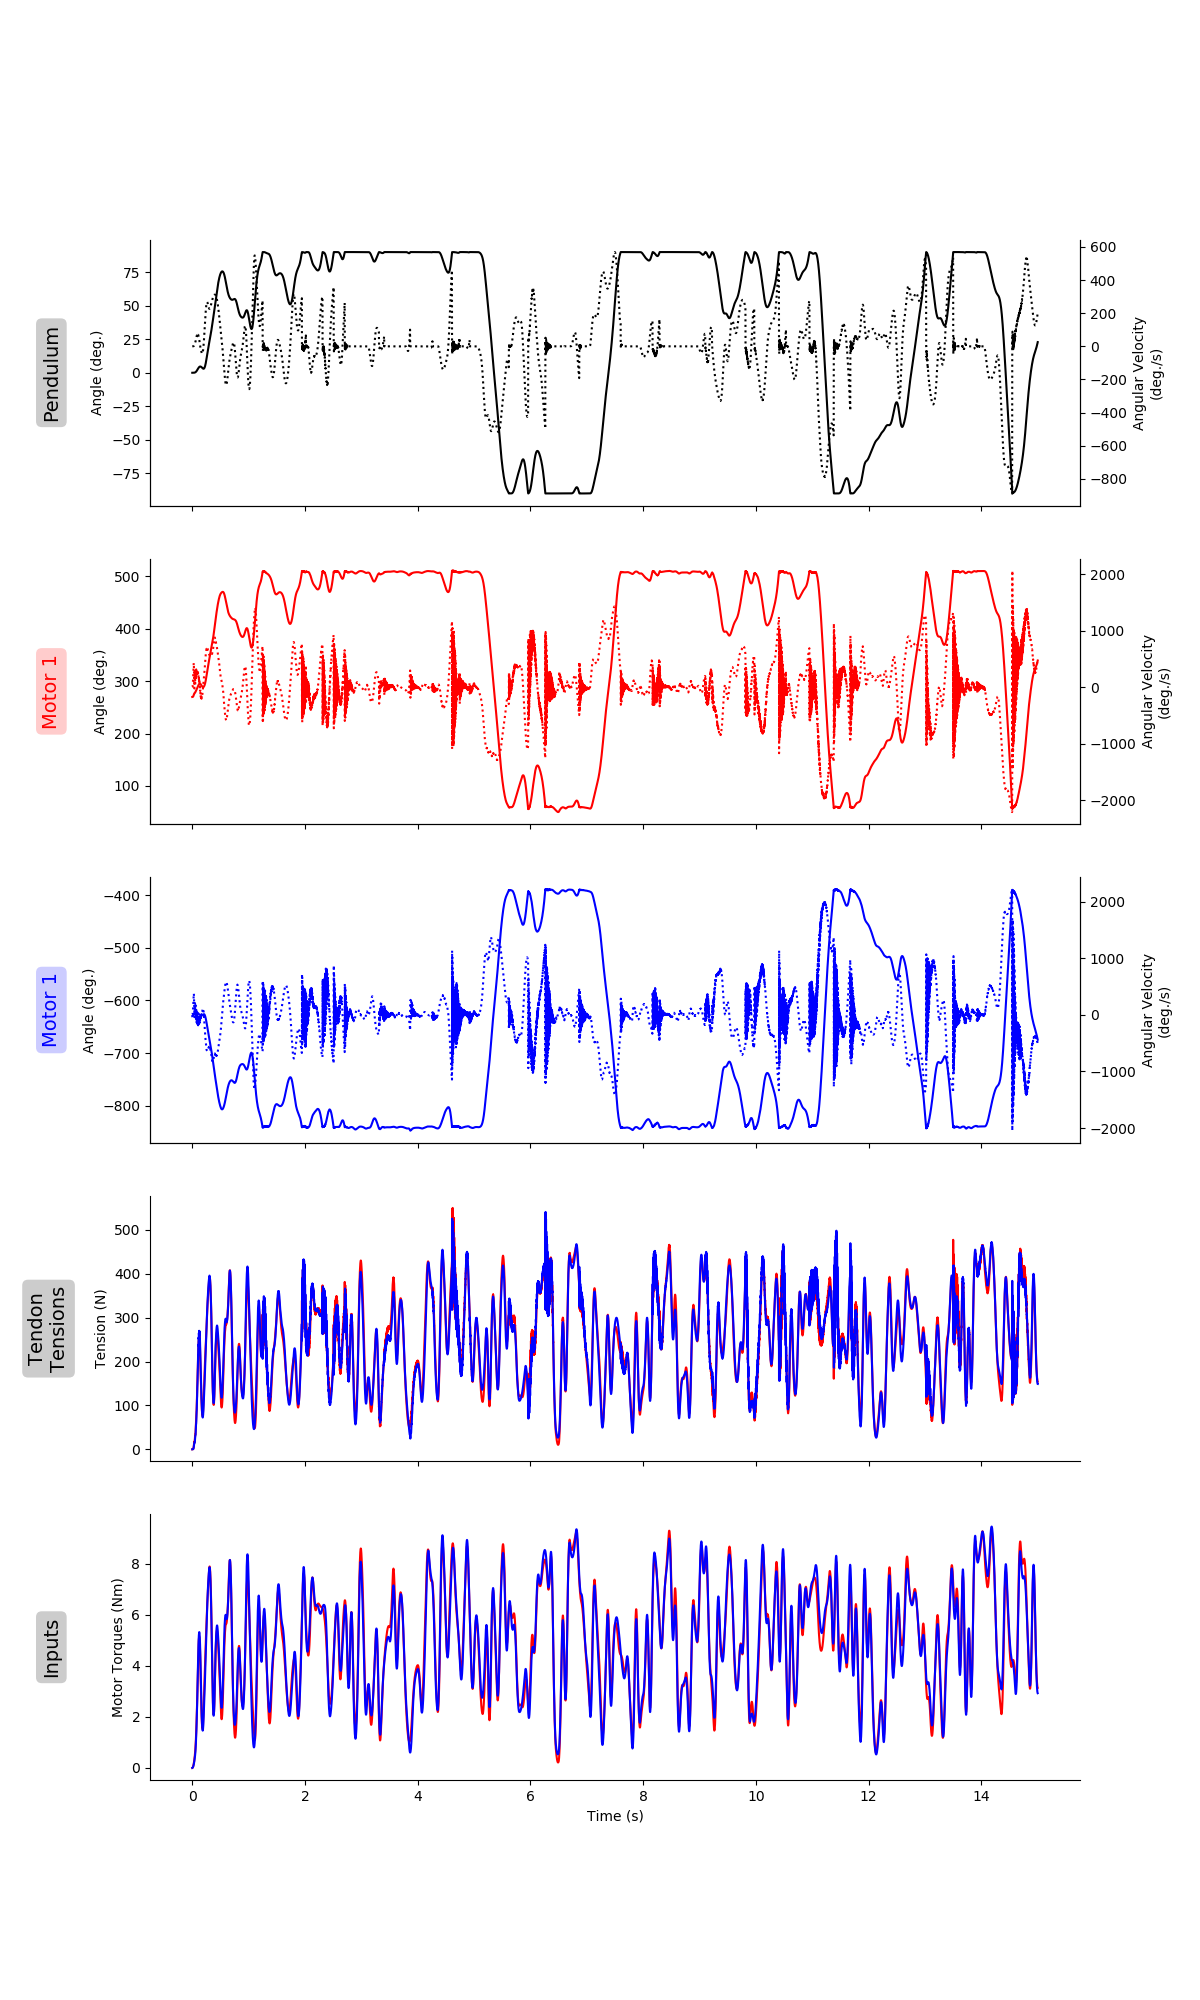 Pendulum
Angle (deg.)
75
50
25
0
−25
−50
−75
600
400
200
0
−200
−400
−600
−800
Angular Velocity
(deg./s)
Motor 1
Angle (deg.)
500
400
300
200
100
2000
1000
0
−1000
−2000
Angular Velocity
(deg./s)
Motor 1
Angle (deg.)
−400
−500
−600
−700
−800
2000
1000
0
−1000
−2000
Angular Velocity
(deg./s)
Tendon
Tensions
Tension (N)
500
400
300
200
100
0
Inputs
Motor Torques (Nm)
8
6
4
2
0
0 2 4 6 8 10 12 14
Time (s)